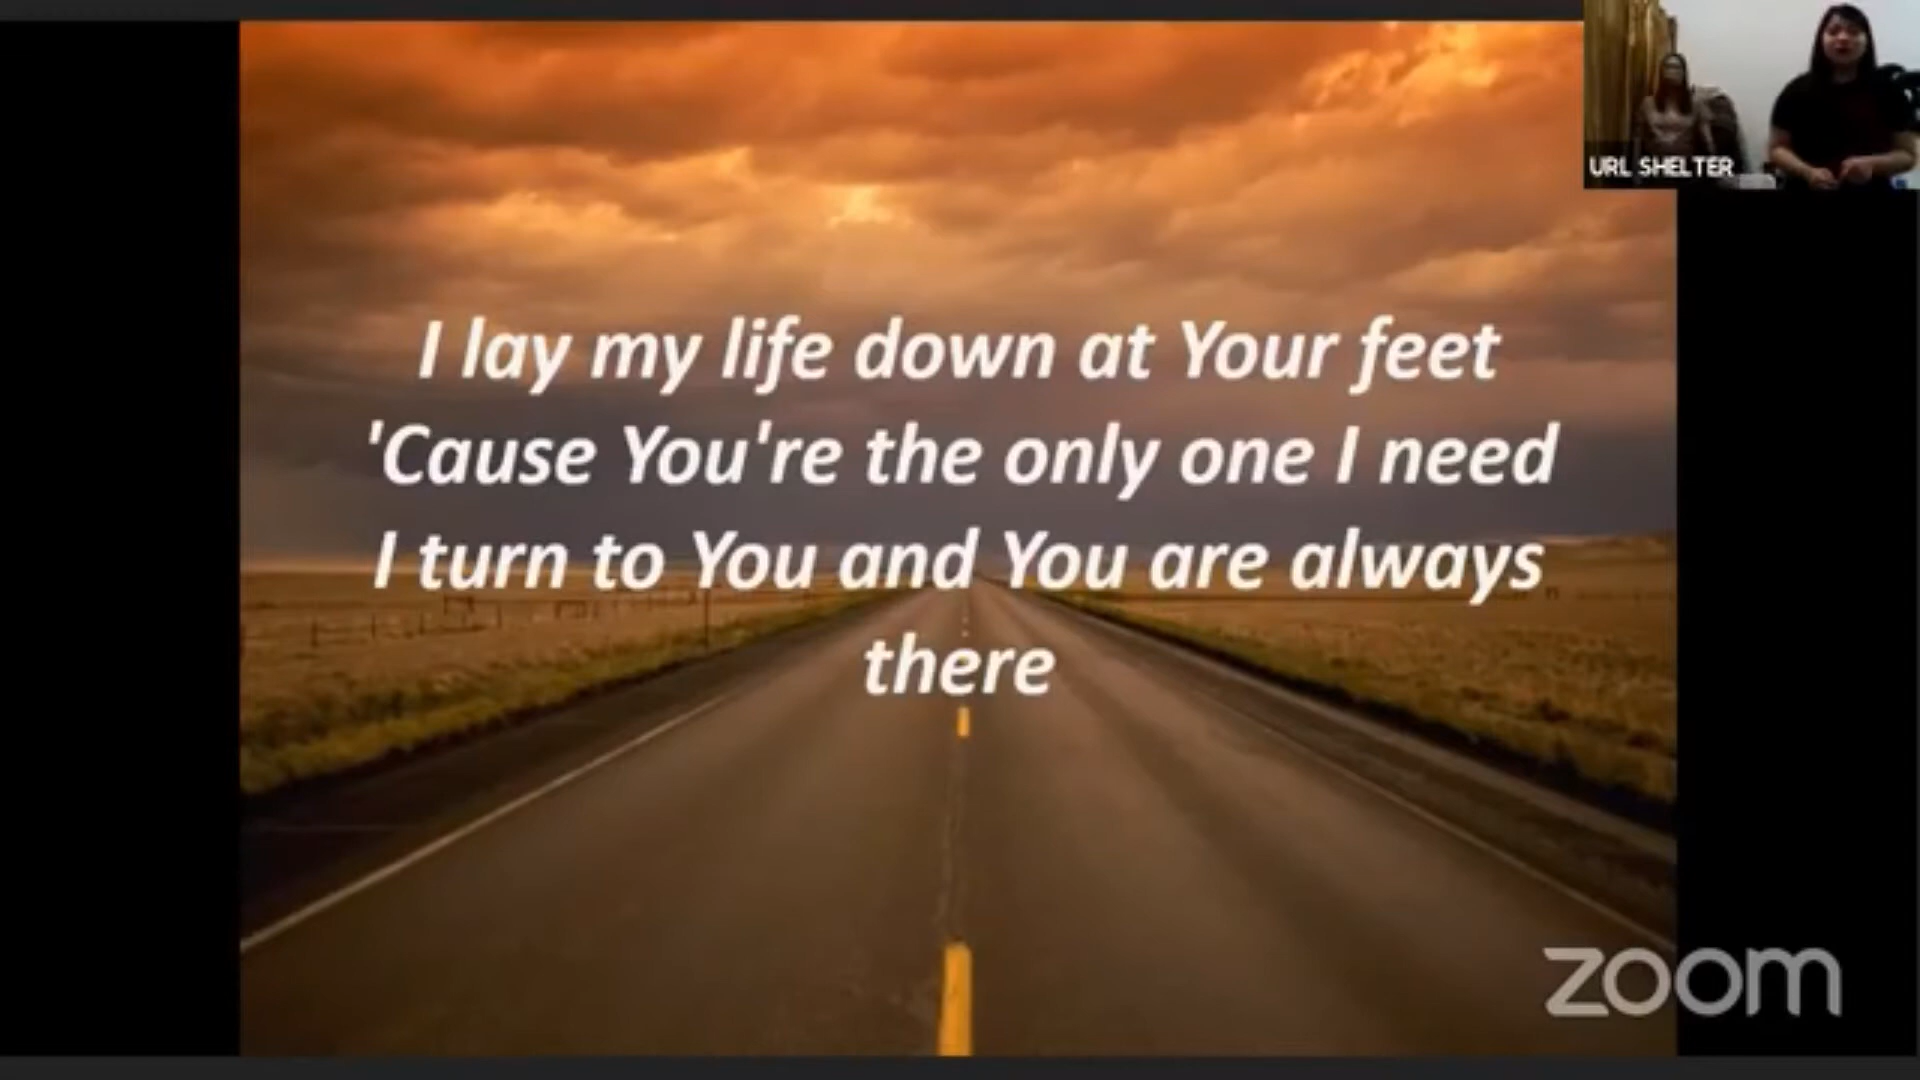 URL SHELTER
I lay my life down at Your feet
'Cause You're the only one I need
I turn to You and You are always
there
zoom